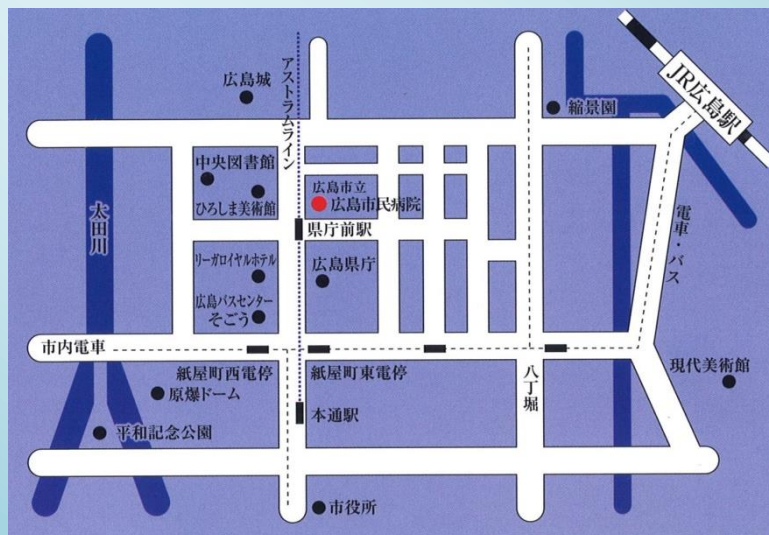 広島城
アストラムライン
縮景園
JR広島駅
中央図書館
ひろしま美術館
広島市立
広島市民病院
太田川
県庁前駅
電車・バス
リーガロイヤルホテル
広島県庁
広島バスセンター
そごう
市内電車
紙屋町西電停
紙屋町東電停
八丁堀
現代美術館
原爆ドーム
本通駅
平和記念公園
市役所